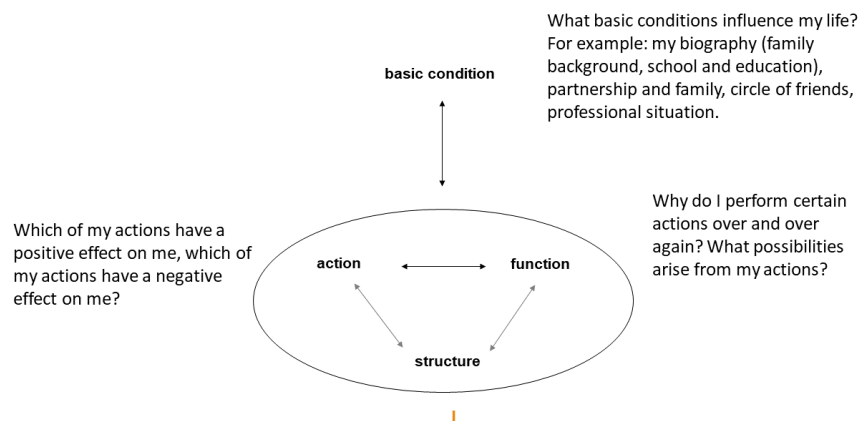 What basic conditions influence my life?
For example: my biography (family
background, school and education),
partnership and family, circle of friends,
professional situation.
basic condition
Why do I perform certain
actions over and over
again? What possibilities
arise from my actions?
Which of my actions have a
positive effect on me, which of
my actions have a negative
effect on me?
action
function
structure